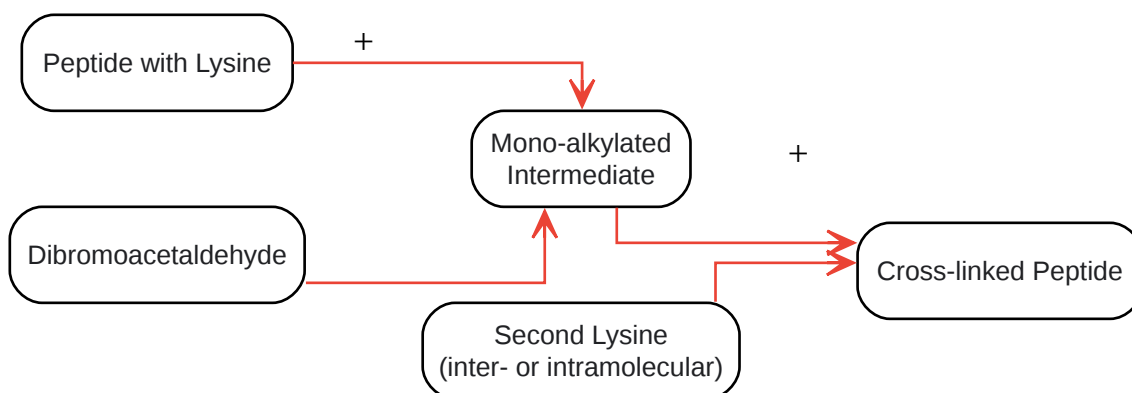 +
Peptide with Lysine
Mono-alkylated
Intermediate
+
Dibromoacetaldehyde
Cross-linked Peptide
Second Lysine
(inter- or intramolecular)